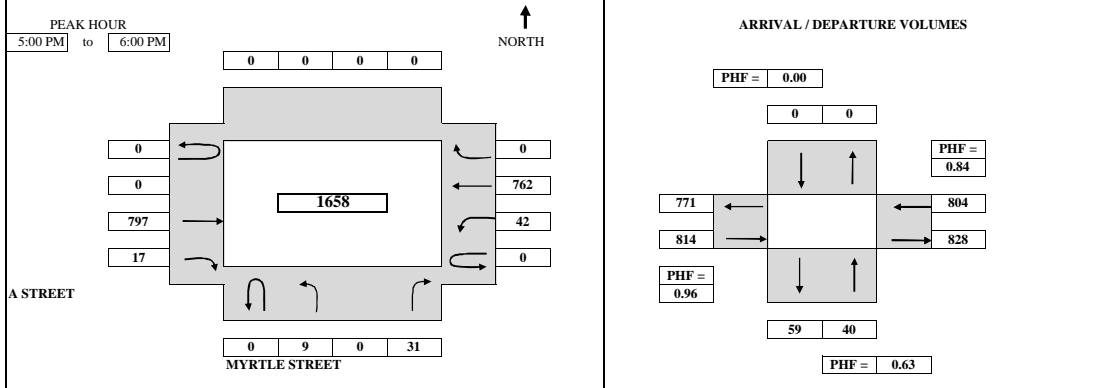 PEAK HOUR
5:00 PM to 6:00 PM
NORTH
0 0 0 0
0 0
0 762
1658
797 42
17 0
A STREET
0 9 0 31
MYRTLE STREET
ARRIVAL / DEPARTURE VOLUMES
PHF = 0.00
0 0
PHF =
0.84
771 804
814 828
PHF =
0.96
59 40
PHF = 0.63